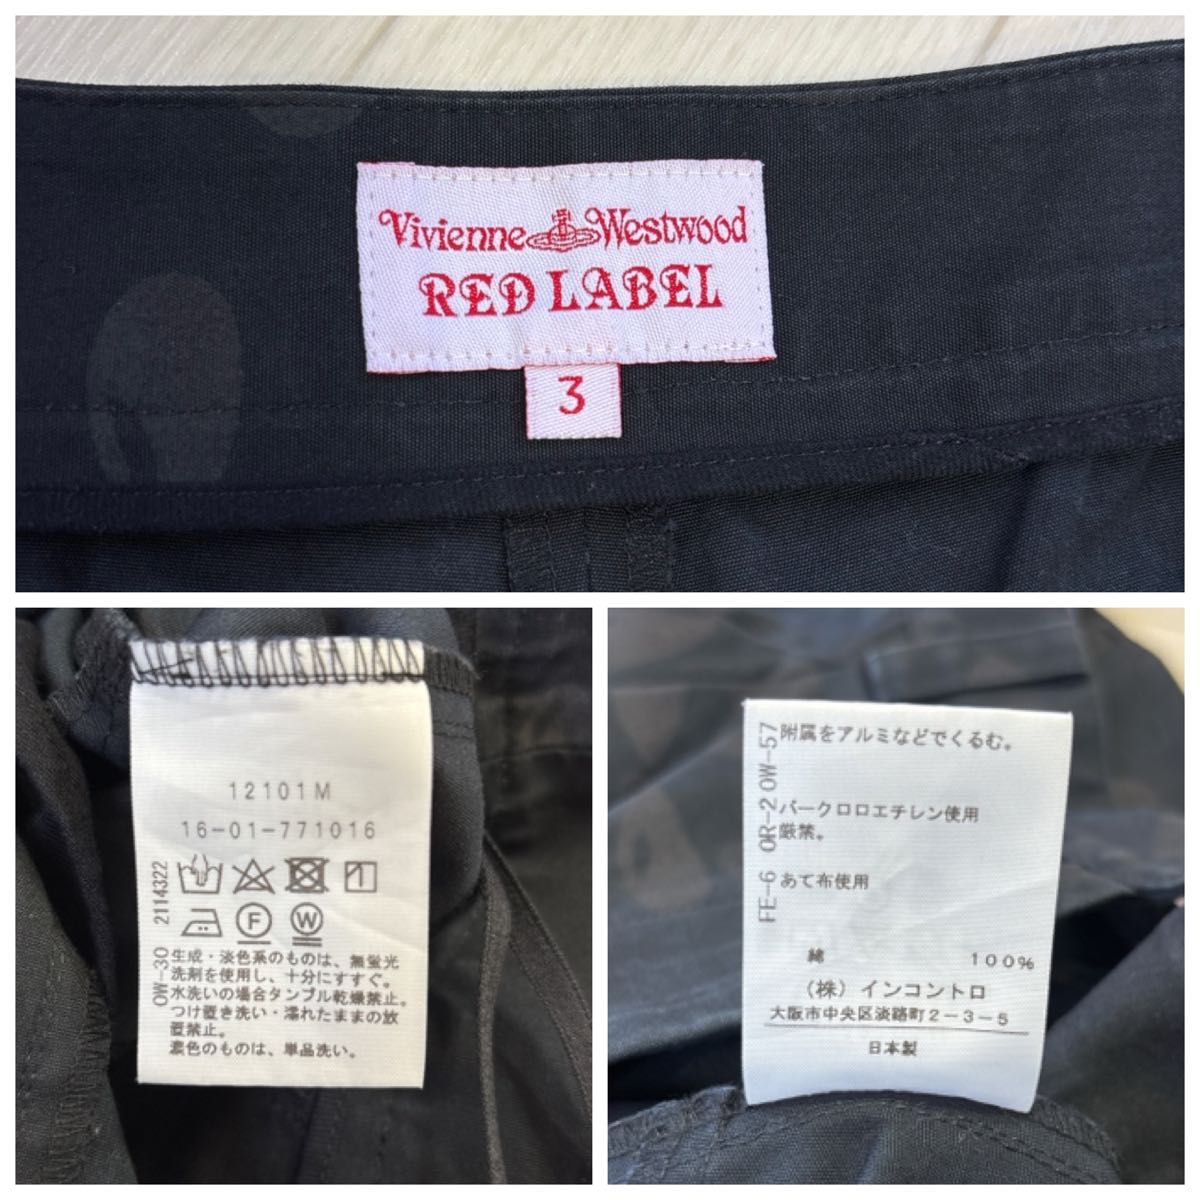 Vivienne Westwood
RED LABEL
3
12101M
16-01-771016
F
W
2114322
OW-30
生成・淡色系のものは、無蛍光
洗剤を使用し、十分にすすぐ。
水洗いの場合タンブル乾燥禁止。
つけ置き洗い・濡れたままの放
置禁止。
濃色のものは、単品洗い。
OW-57
附属をアルミなどでくるむ。
OR-2
パークロロエチレン使用
厳禁。
FE-6
あて布使用
綿 100%
(株)インコントロ
大阪市中央区淡路町2-3-5
日本製